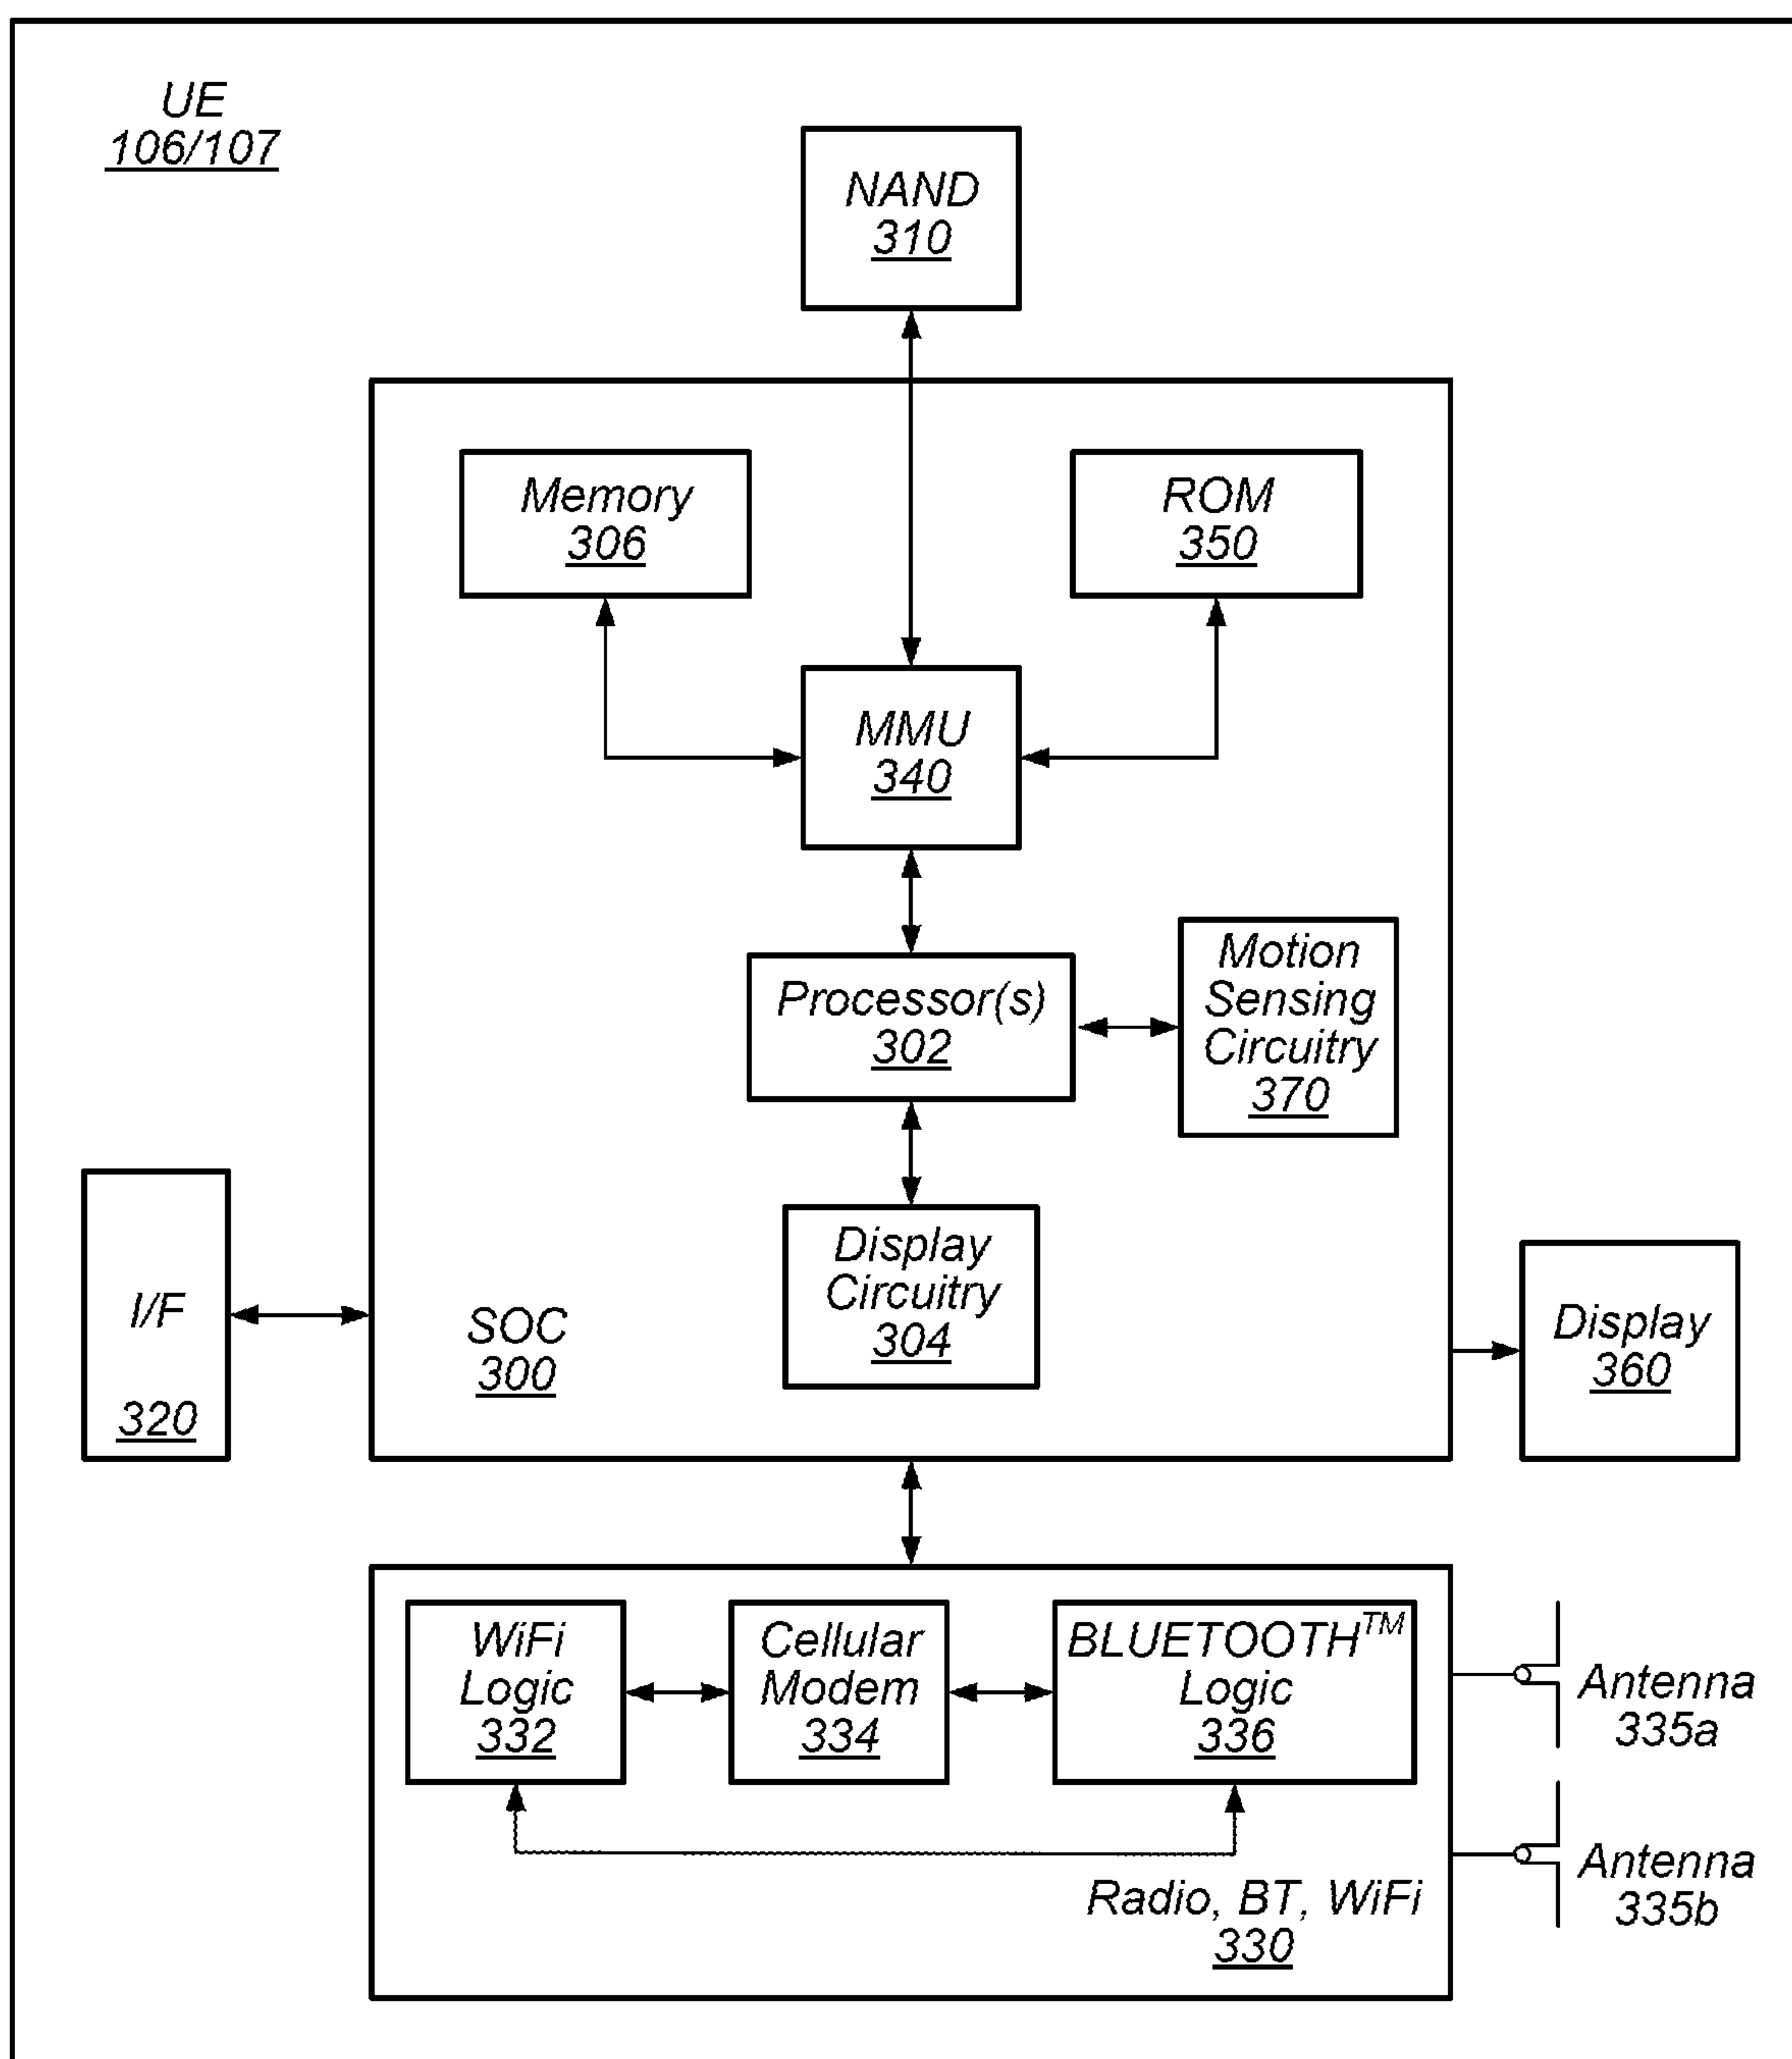 UE
106/107
NAND
310
Memory
306
ROM
350
MMU
340
Processor(s)
302
Motion
Sensing
Circuitry
370
Display
Circuitry
304
I/F
320
SOC
300
Display
360
WiFi
Logic
332
Cellular
Modem
334
BLUETOOTH™
Logic
336
Antenna
335a
Antenna
335b
Radio, BT, WiFi
330